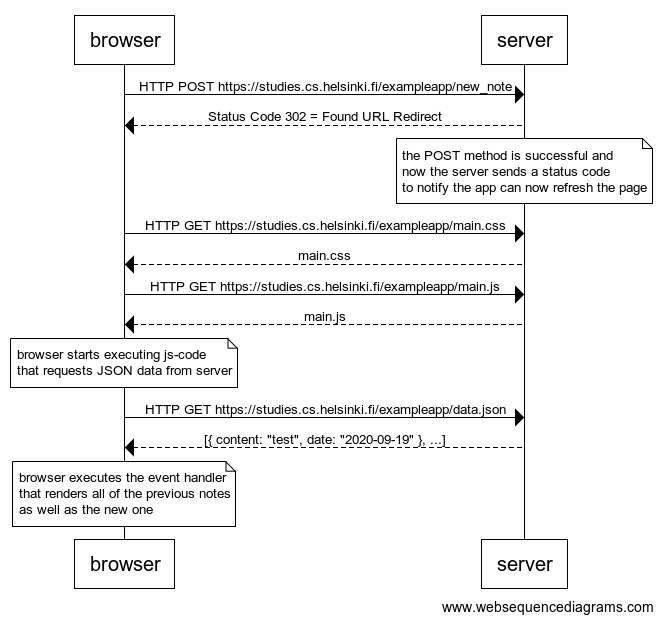 browser
server
HTTP POST https://studies.cs.helsinki.fi/exampleapp/new_note
Status Code 302 = Found URL Redirect
the POST method is successful and
now the server sends a status code
to notify the app can now refresh the page
HTTP GET https://studies.cs.helsinki.fi/exampleapp/main.css
main.css
HTTP GET https://studies.cs.helsinki.fi/exampleapp/main.js
main.js
browser starts executing js-code
that requests JSON data from server
HTTP GET https://studies.cs.helsinki.fi/exampleapp/data.json
[{ content: "test", date: "2020-09-19" }, ...]
browser executes the event handler
that renders all of the previous notes
as well as the new one
browser
server
www.websequencediagrams.com